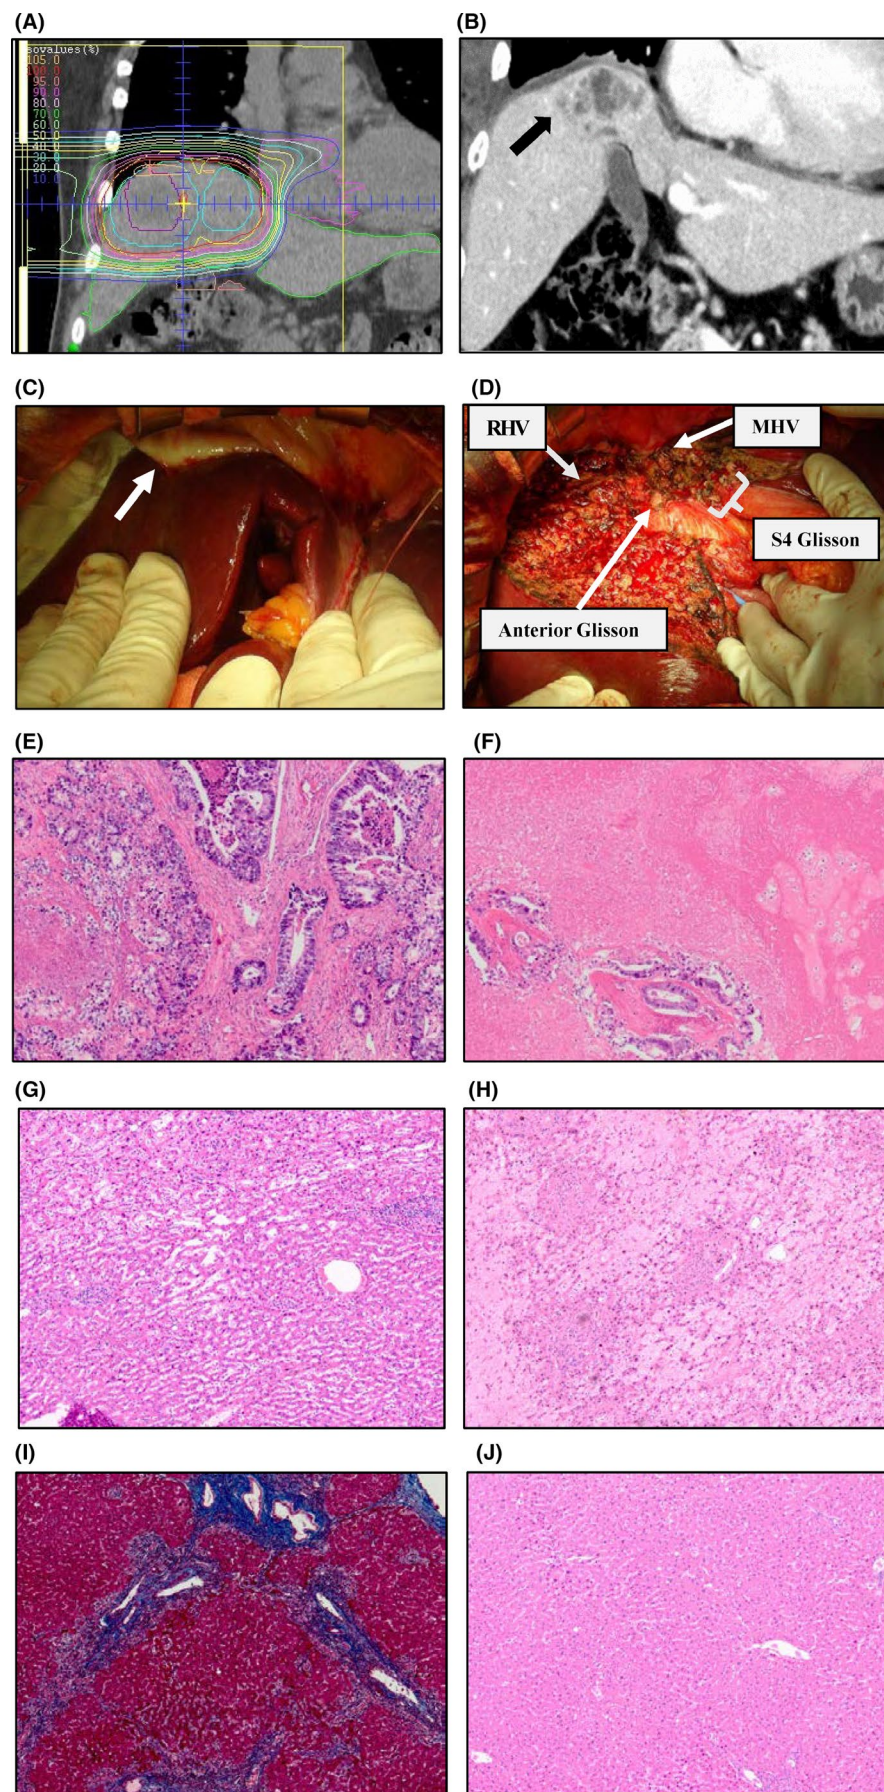 (A)
(B)
sovalues(%)
105.0
100.0
95.0
90.0
80.0
70.0
60.0
50.0
40.0
30.0
20.0
10.0
(C)
(D)
RHV
MHV
S4 Glisson
Anterior Glisson
(E)
(F)
(G)
(H)
(I)
(J)